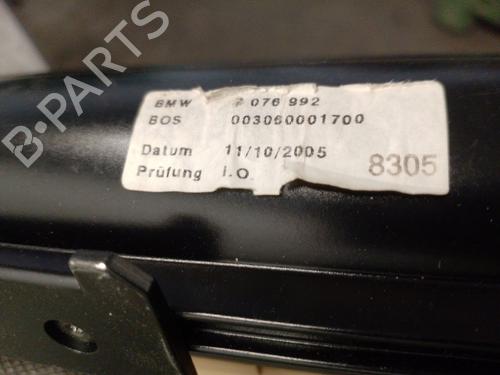 BMW 7 076 992
BOS 003060001700
Datum 11/10/2005
Prüfung i.O. 8305
B-PARTS